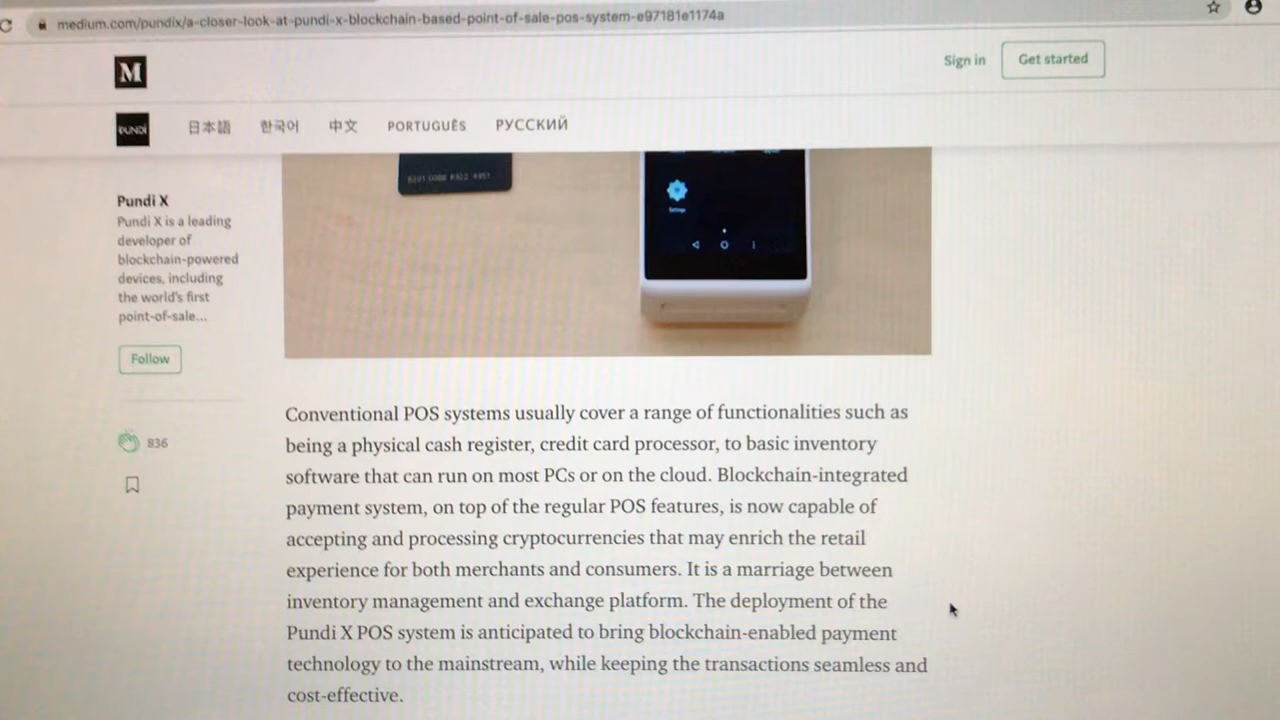 medium.com/pundix/a-closer-look-at-pundi-x-blockchain-based-point-of-sale-pos-system-e97181e1174a
M
Sign in
Get started
PUNDI
日本語
한국어
中文
PORTUGUÊS
РУССКИЙ
Pundi X
Pundi X is a leading
developer of
blockchain-powered
devices, including
the world's first
point-of-sale...
Follow
836
Settings
Conventional POS systems usually cover a range of functionalities such as
being a physical cash register, credit card processor, to basic inventory
software that can run on most PCs or on the cloud. Blockchain-integrated
payment system, on top of the regular POS features, is now capable of
accepting and processing cryptocurrencies that may enrich the retail
experience for both merchants and consumers. It is a marriage between
inventory management and exchange platform. The deployment of the
Pundi X POS system is anticipated to bring blockchain-enabled payment
technology to the mainstream, while keeping the transactions seamless and
cost-effective.